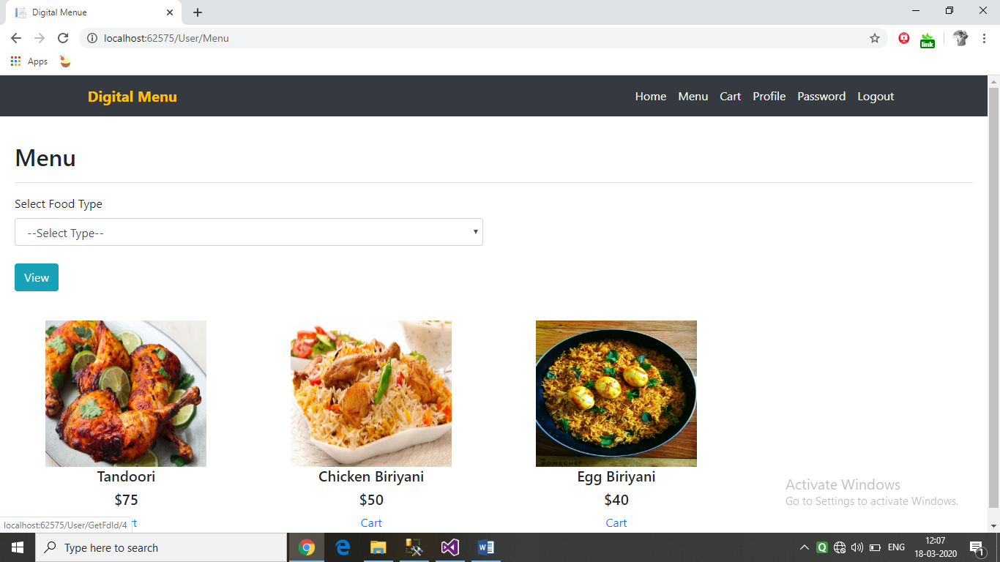 Digital Menue
localhost:62575/User/Menu
link
Apps
Digital Menu
Home Menu Cart Profile Password Logout
Menu
Select Food Type
--Select Type--
View
Tandoori Chicken Biriyani Egg Biriyani
$75 $50 $40
Activate Windows
Go to Settings to activate Windows.
localhost:62575/User/GetFdId/4
Cart Cart
Type here to search
ENG
12:07
18-03-2020
1